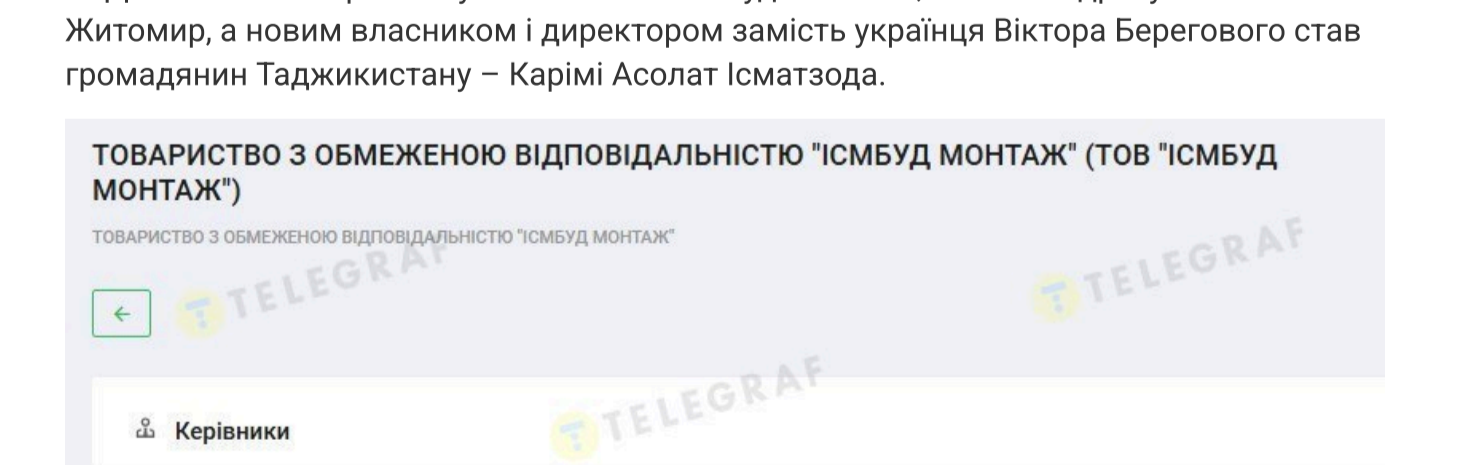 Житомир, а новим власником і директором замість українця Віктора Берегового став
громадянин Таджикистану – Карімі Асолат Ісматзода.
ТОВАРИСТВО З ОБМЕЖЕНОЮ ВІДПОВІДАЛЬНІСТЮ "ІСМБУД МОНТАЖ" (ТОВ "ІСМБУД
МОНТАЖ")
ТОВАРИСТВО З ОБМЕЖЕНОЮ ВІДПОВІДАЛЬНІСТЮ "ІСМБУД МОНТАЖ"
TELEGRAF
TELEGRAF
TELEGRAF
Керівники